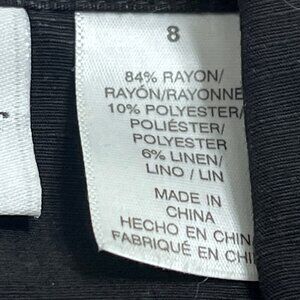 8
84% RAYON/
RAYÓN/RAYONNE
10% POLYESTER/
POLIÉSTER/
POLYESTER
6% LINEN/
LINO / LIN
MADE IN
CHINA
HECHO EN CHIN
FABRIQUÉ EN CHI